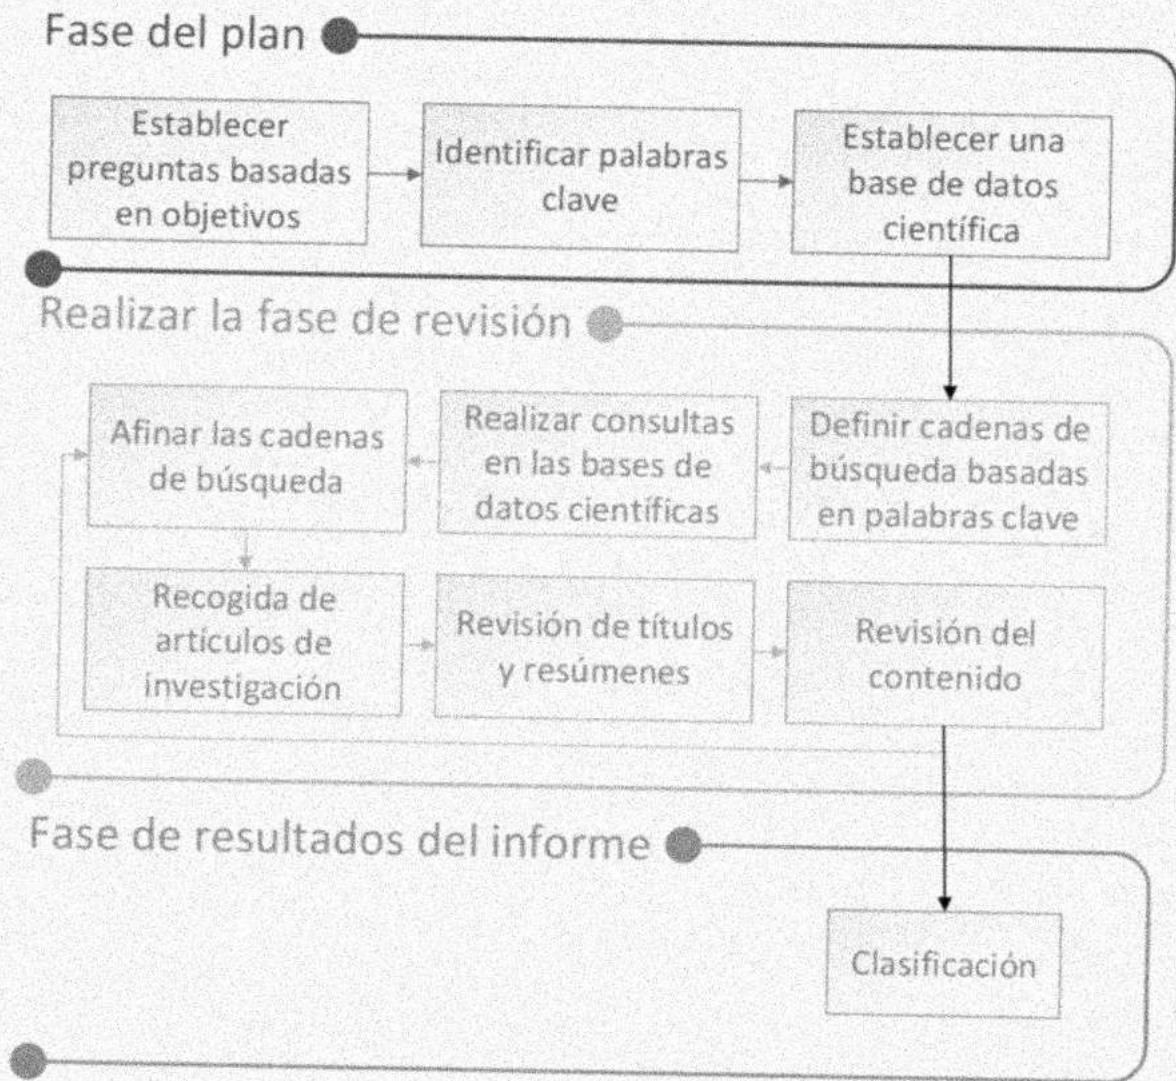 Fase del plan
Establecer
preguntas basadas
en objetivos
Identificar palabras
clave
Establecer una
base de datos
científica
Realizar la fase de revisión
Afinar las cadenas
de búsqueda
Realizar consultas
en las bases de
datos científicas
Definir cadenas de
búsqueda basadas
en palabras clave
Recogida de
artículos de
investigación
Revisión de títulos
y resúmenes
Revisión del
contenido
Fase de resultados del informe
Clasificación